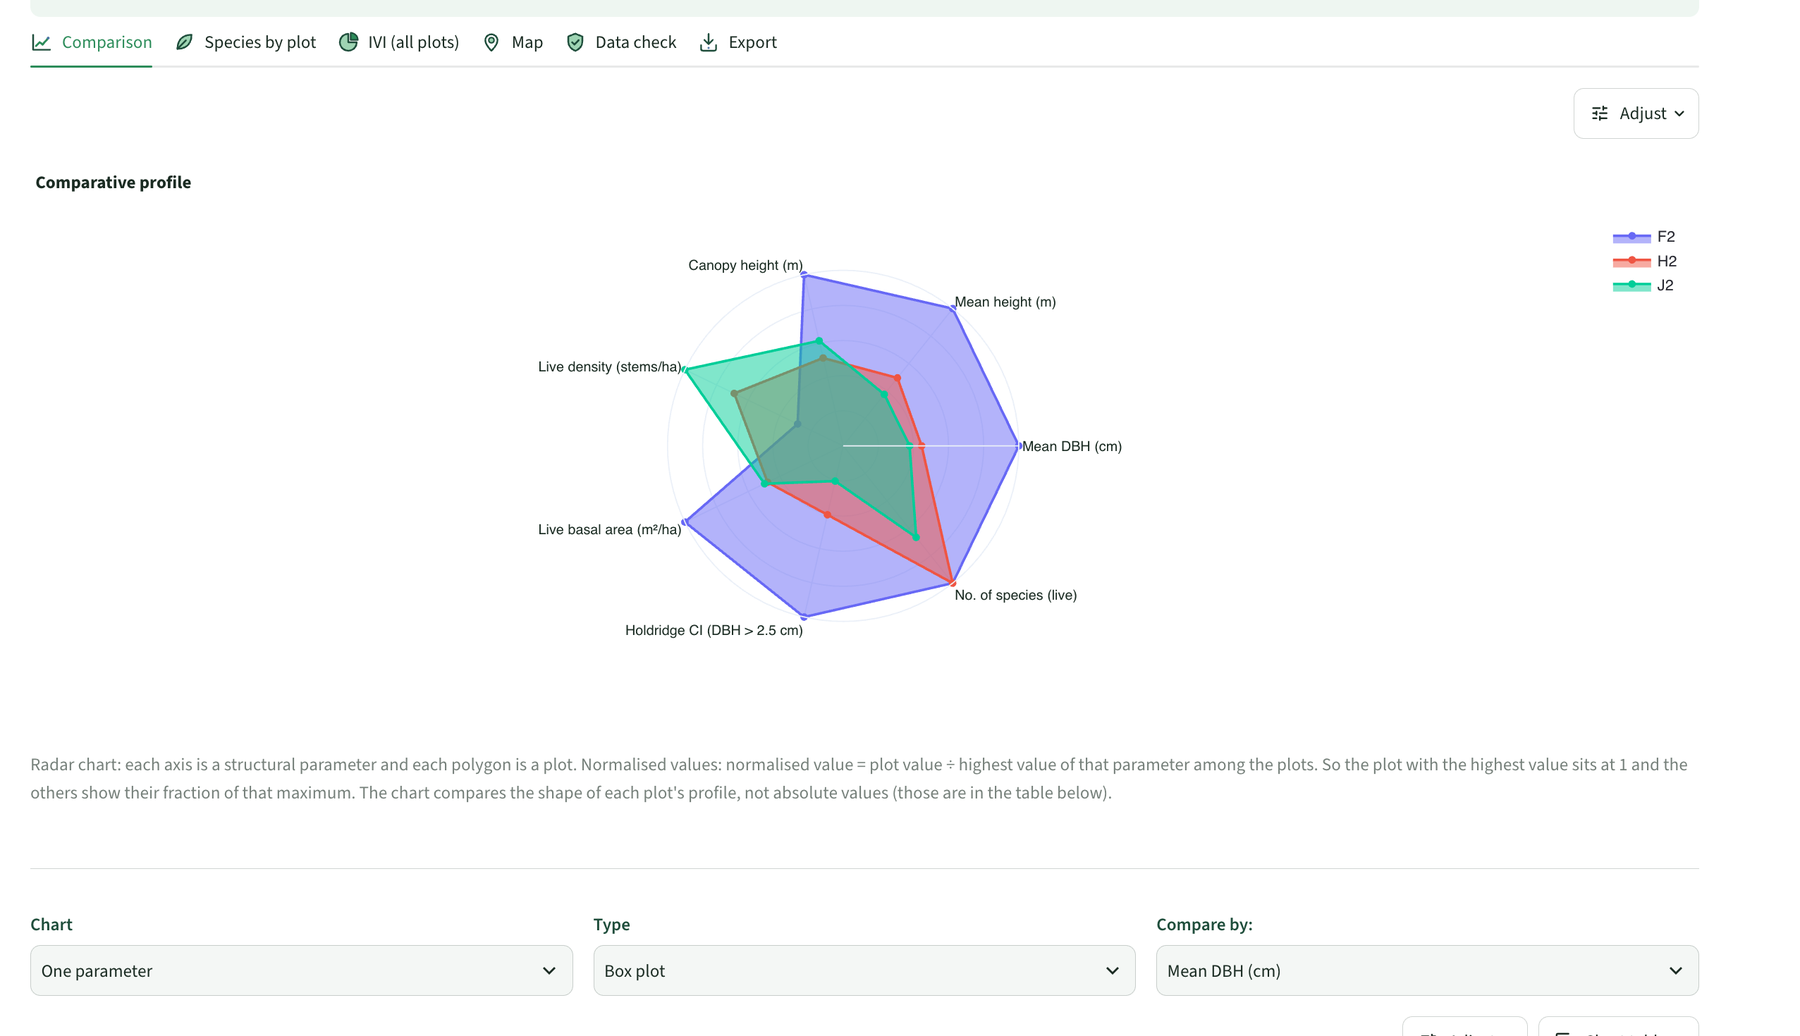 Comparison
Species by plot
IVI (all plots)
Map
Data check
Export
Adjust
Comparative profile
F2
H2
J2
Canopy height (m)
Mean height (m)
Live density (stems/ha)
Mean DBH (cm)
Live basal area (m²/ha)
No. of species (live)
Holdridge CI (DBH > 2.5 cm)
Radar chart: each axis is a structural parameter and each polygon is a plot. Normalised values: normalised value = plot value ÷ highest value of that parameter among the plots. So the plot with the highest value sits at 1 and the
others show their fraction of that maximum. The chart compares the shape of each plot's profile, not absolute values (those are in the table below).
Chart
Type
Compare by:
One parameter
Box plot
Mean DBH (cm)